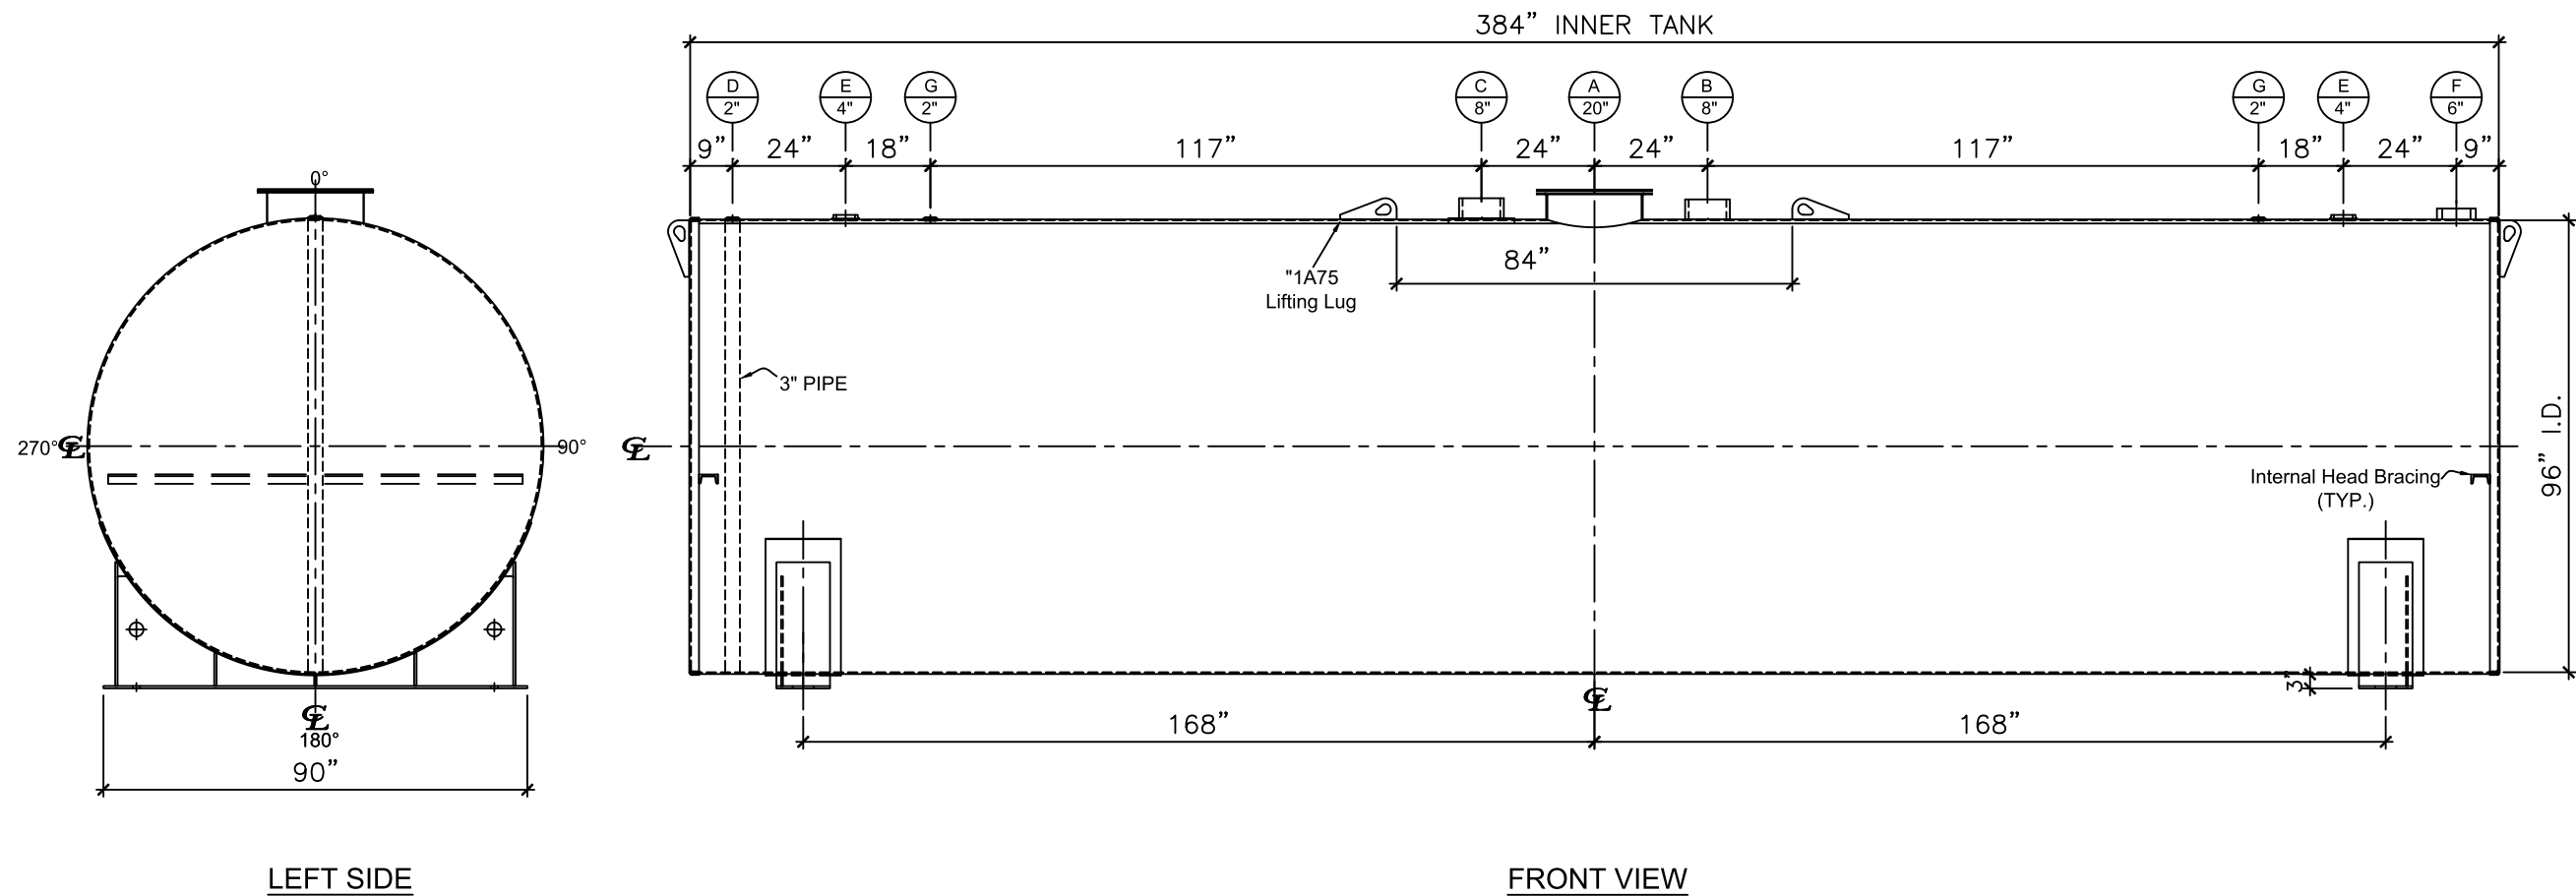 384” INNER TANK
D E G C A B G E F
2" 4" 2" 8" 20" 8" 2" 4" 6"
9” 24” 18” 117” 24” 24” 117” 18” 24” 9”
0°
84”
"1A75
Lifting Lug
3" PIPE
270° ℄ 90° ℄
Internal Head Bracing
(TYP.)
96” I.D.
3”
℄ ℄
180°
168” 168”
90”
LEFT SIDE FRONT VIEW